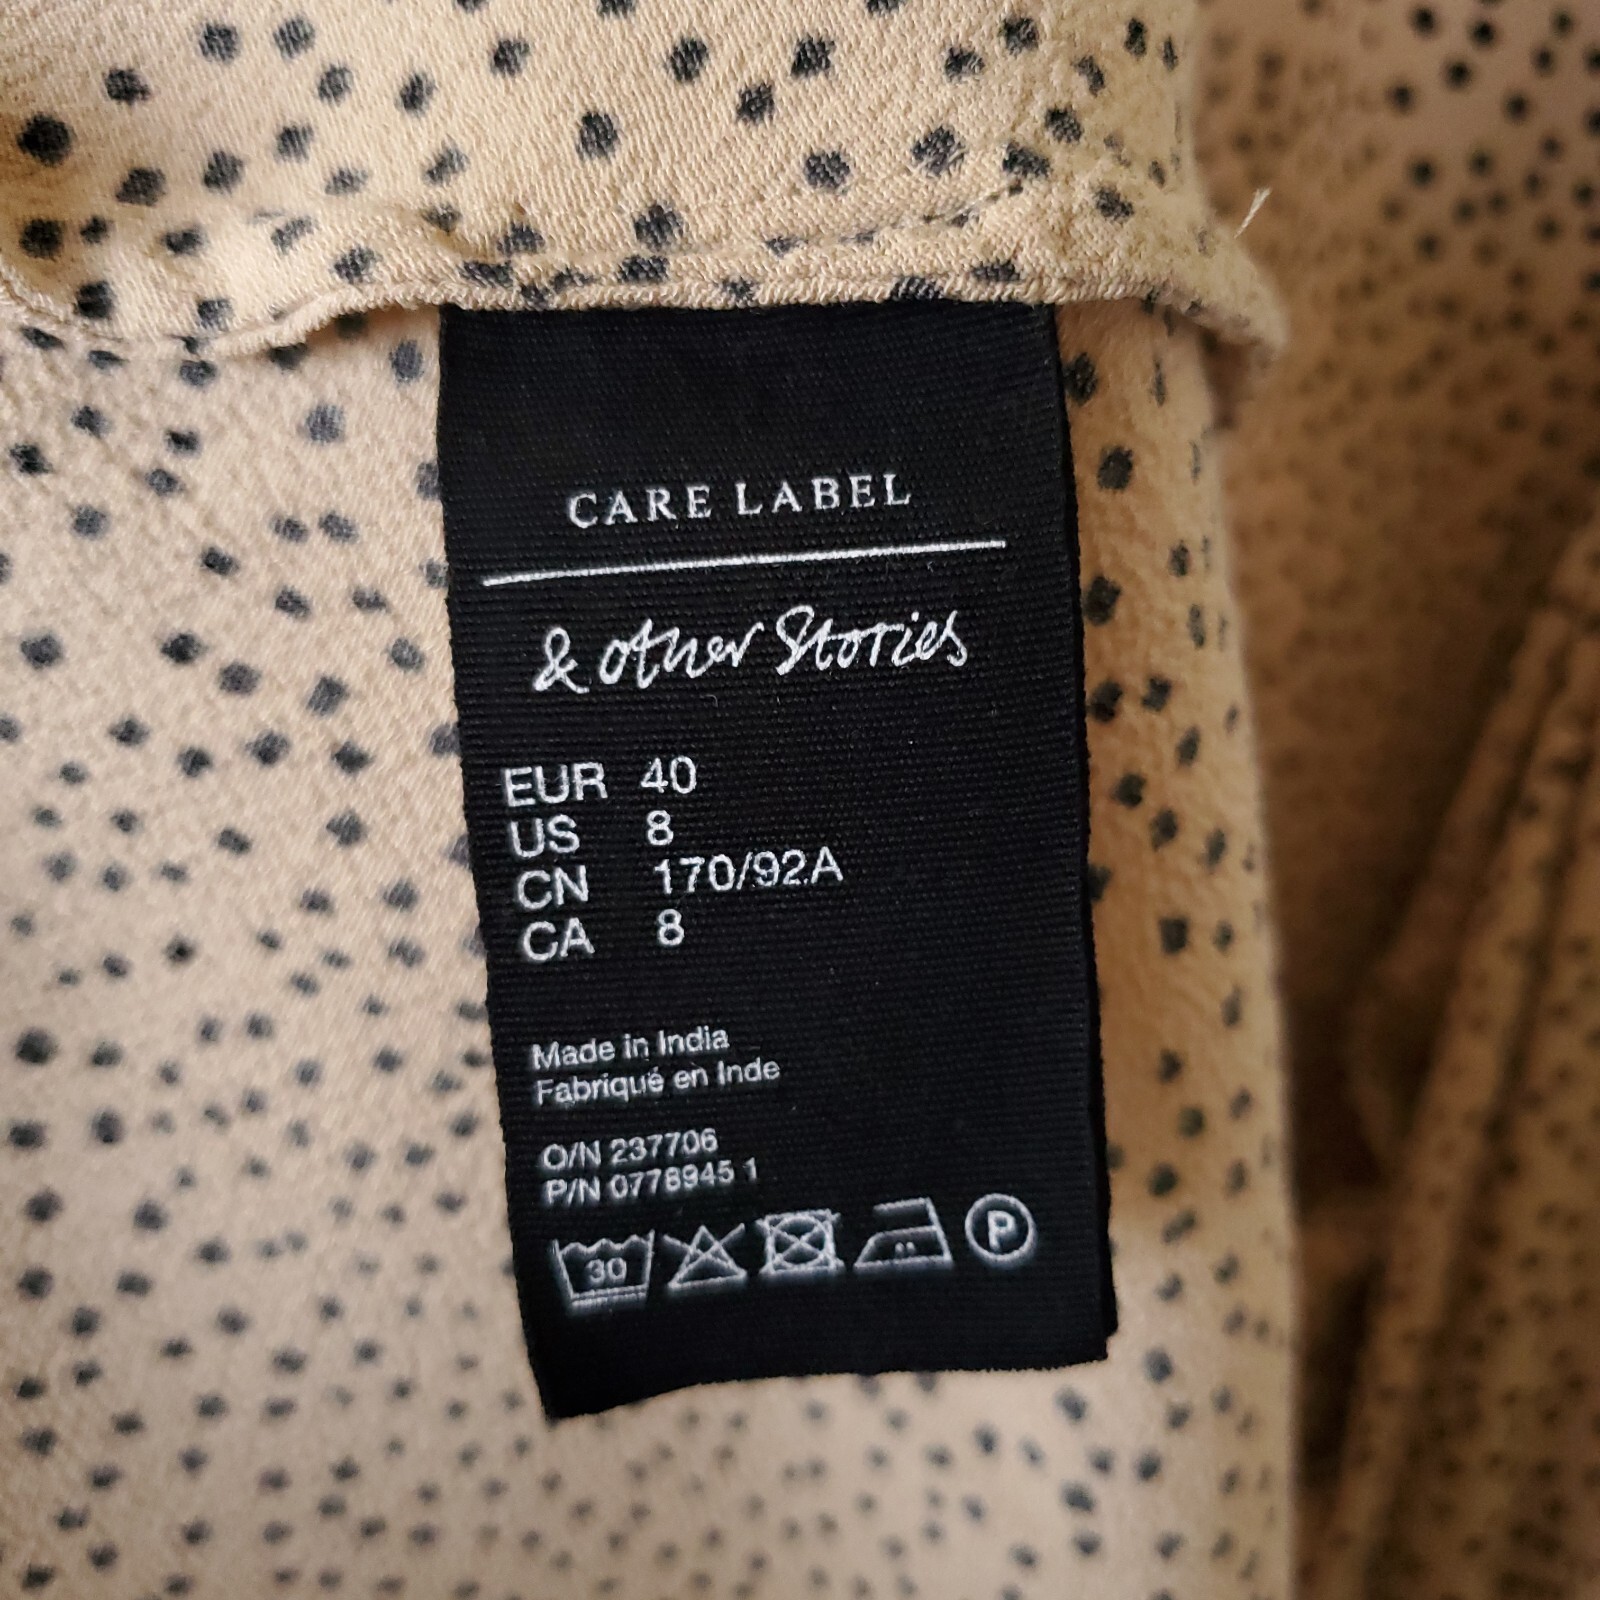 CARE LABEL
& other Stories
EUR 40
US 8
CN 170/92A
CA 8
Made in India
Fabriqué en Inde
O/N 237706
P/N 0778945 1
30 P